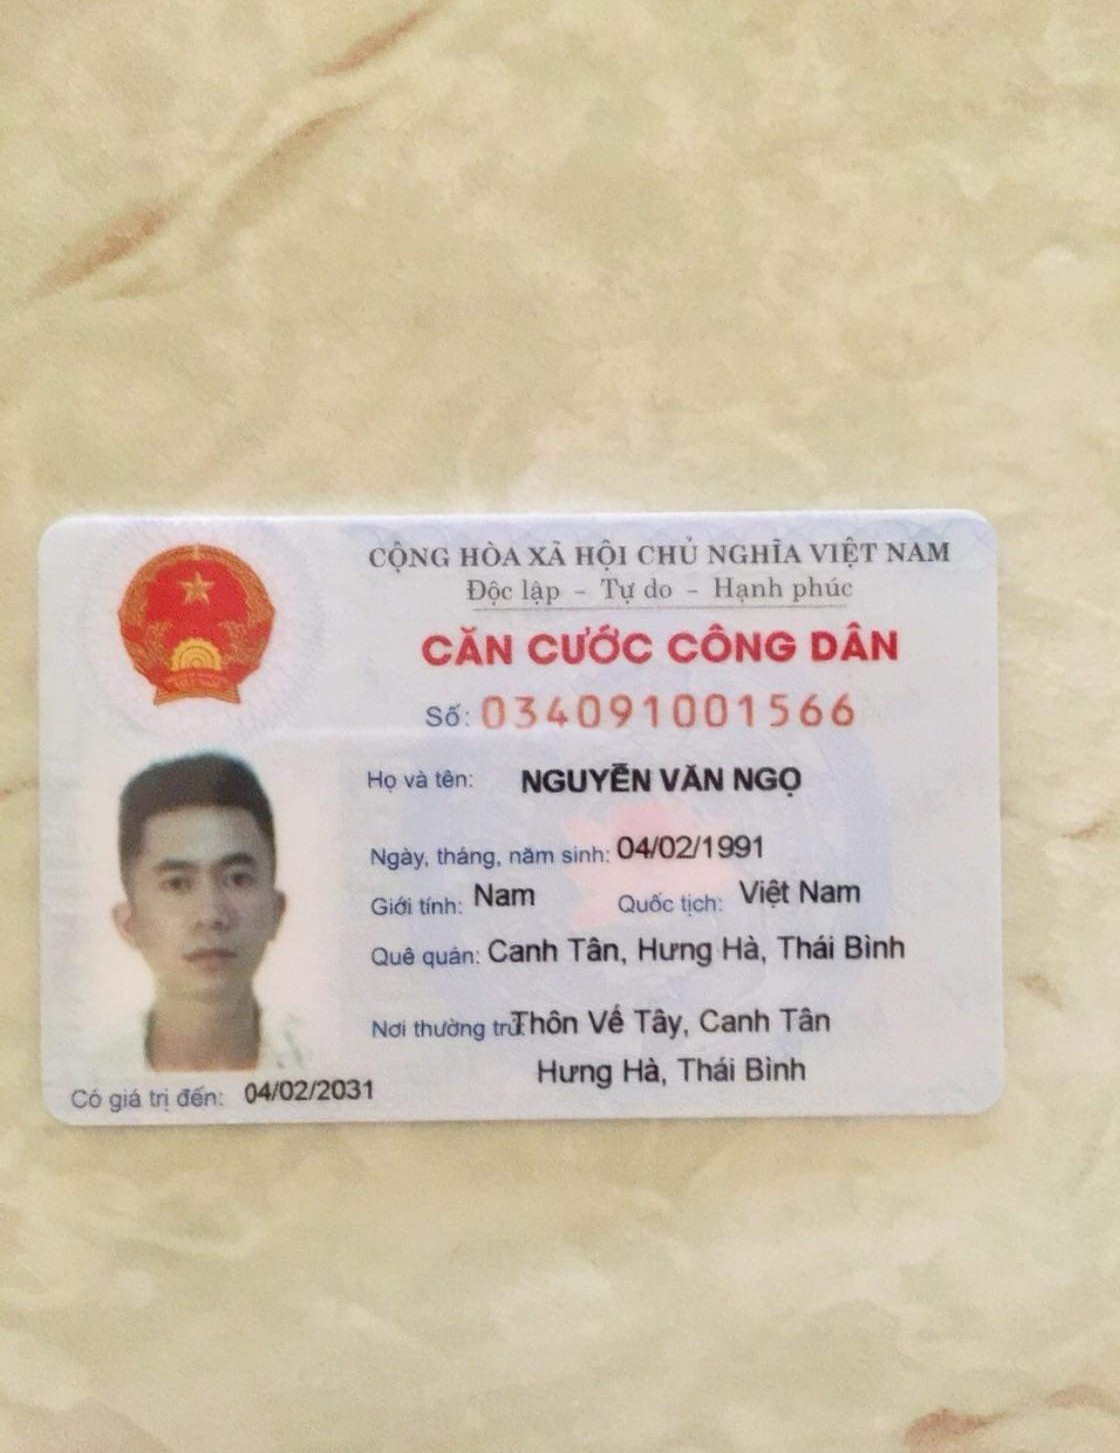 CỘNG HÒA XÃ HỘI CHỦ NGHĨA VIỆT NAM
Độc lập - Tự do - Hạnh phúc
CĂN CƯỚC CÔNG DÂN
Số: 034091001566
Họ và tên: NGUYỄN VĂN NGỌ
Ngày, tháng, năm sinh: 04/02/1991
Giới tính: Nam Quốc tịch: Việt Nam
Quê quán: Canh Tân, Hưng Hà, Thái Bình
Nơi thường trú: Thôn Vế Tây, Canh Tân
Hưng Hà, Thái Bình
Có giá trị đến: 04/02/2031